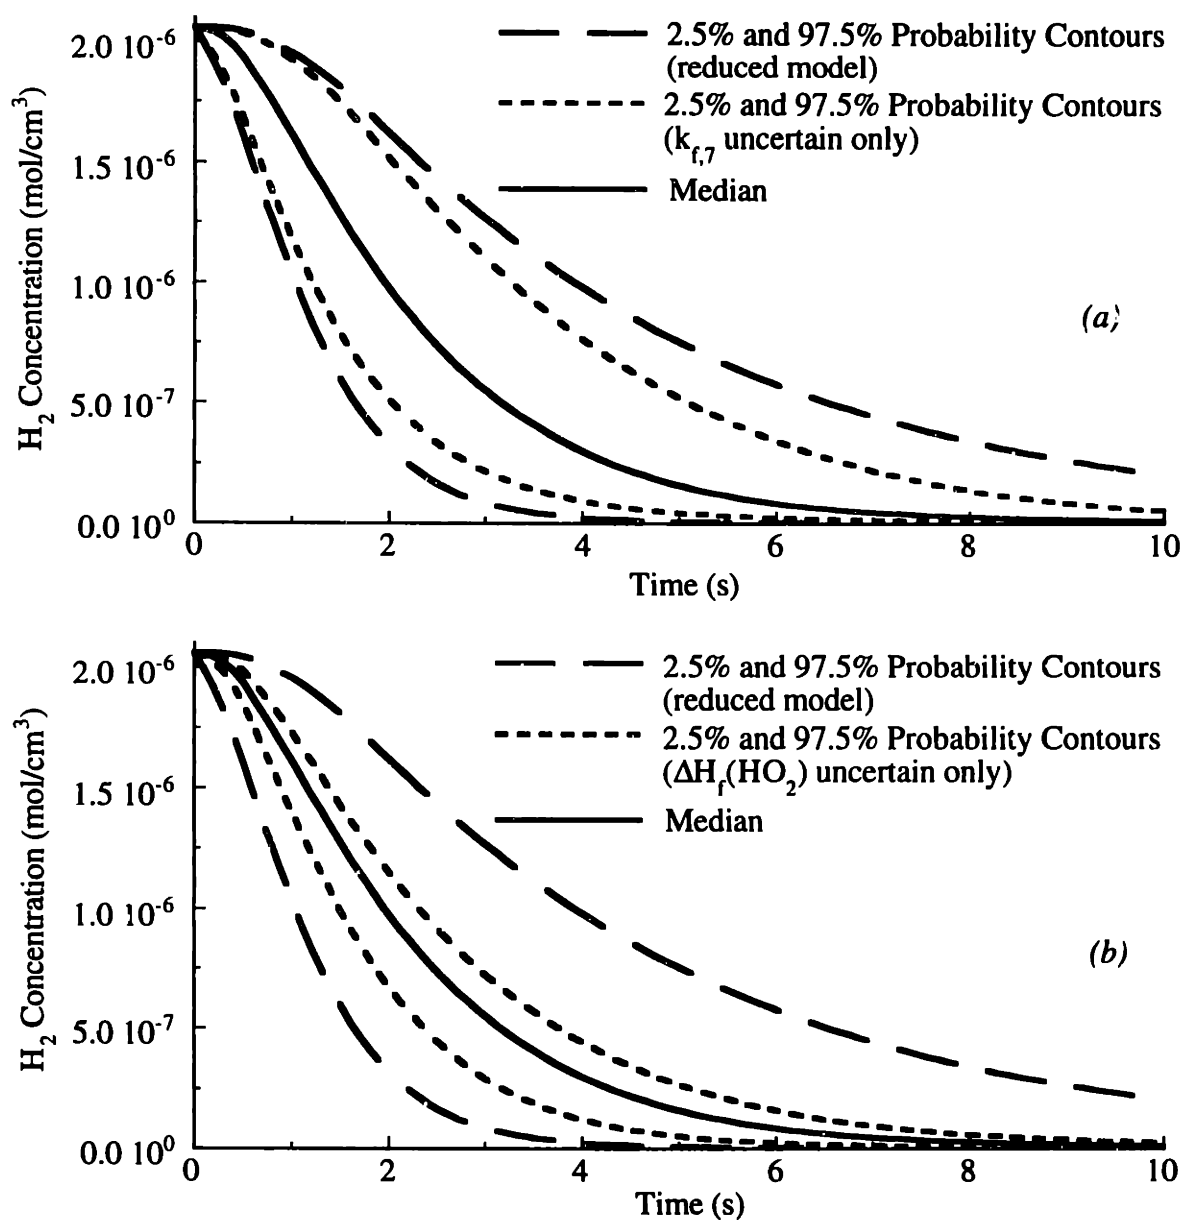 2.0 10⁻⁶
1.5 10⁻⁶
1.0 10⁻⁶
5.0 10⁻⁷
0.0 10⁰
H₂ Concentration (mol/cm³)
2.5% and 97.5% Probability Contours
(reduced model)
2.5% and 97.5% Probability Contours
(k_f,7 uncertain only)
Median
(a)
0 2 4 6 8 10
Time (s)
2.0 10⁻⁶
1.5 10⁻⁶
1.0 10⁻⁶
5.0 10⁻⁷
0.0 10⁰
H₂ Concentration (mol/cm³)
2.5% and 97.5% Probability Contours
(reduced model)
2.5% and 97.5% Probability Contours
(ΔH_f(HO₂) uncertain only)
Median
(b)
0 2 4 6 8 10
Time (s)